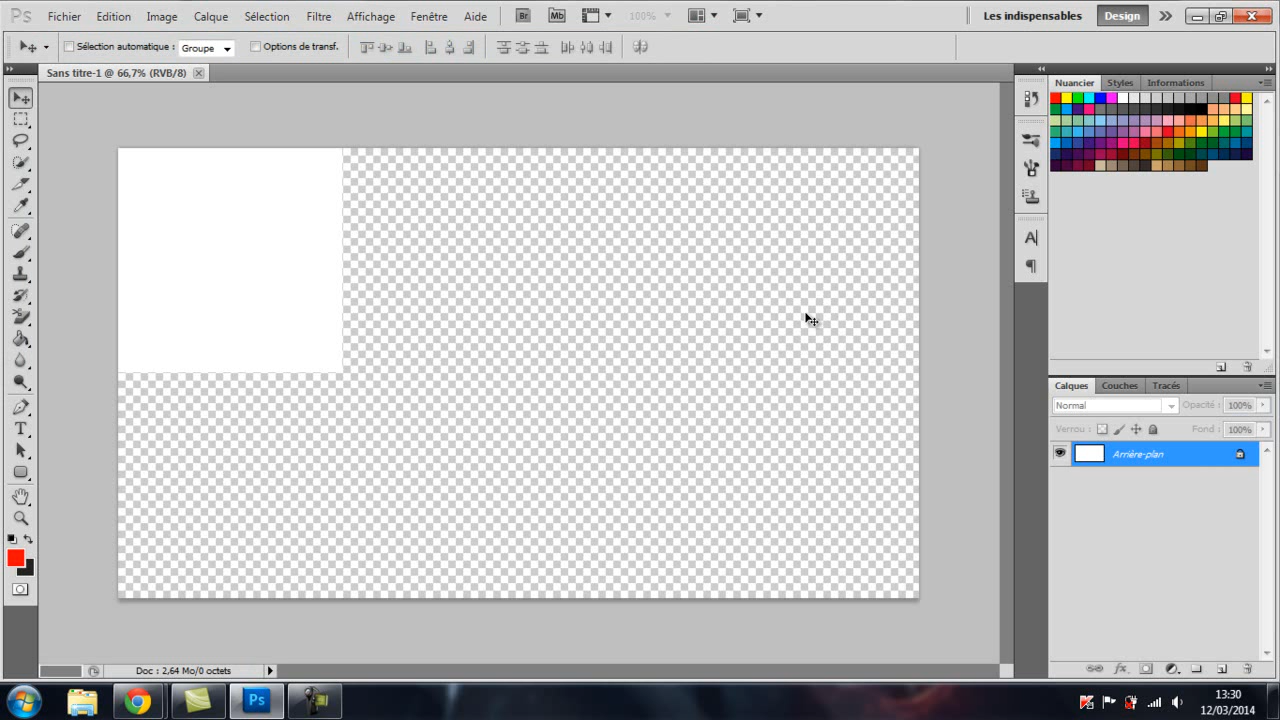 Ps Fichier Edition Image Calque Sélection Filtre Affichage Fenêtre Aide Br Mb 100% Les indispensables Design
Sélection automatique : Groupe Options de transf.
Sans titre-1 @ 66,7% (RVB/8)
Nuancier Styles Informations
A
Calques Couches Tracés
Normal Opacité : 100%
Verrou : Fond : 100%
Arrière-plan
T
Doc : 2,64 Mo/0 octets
fx
Ps
13:30
12/03/2014